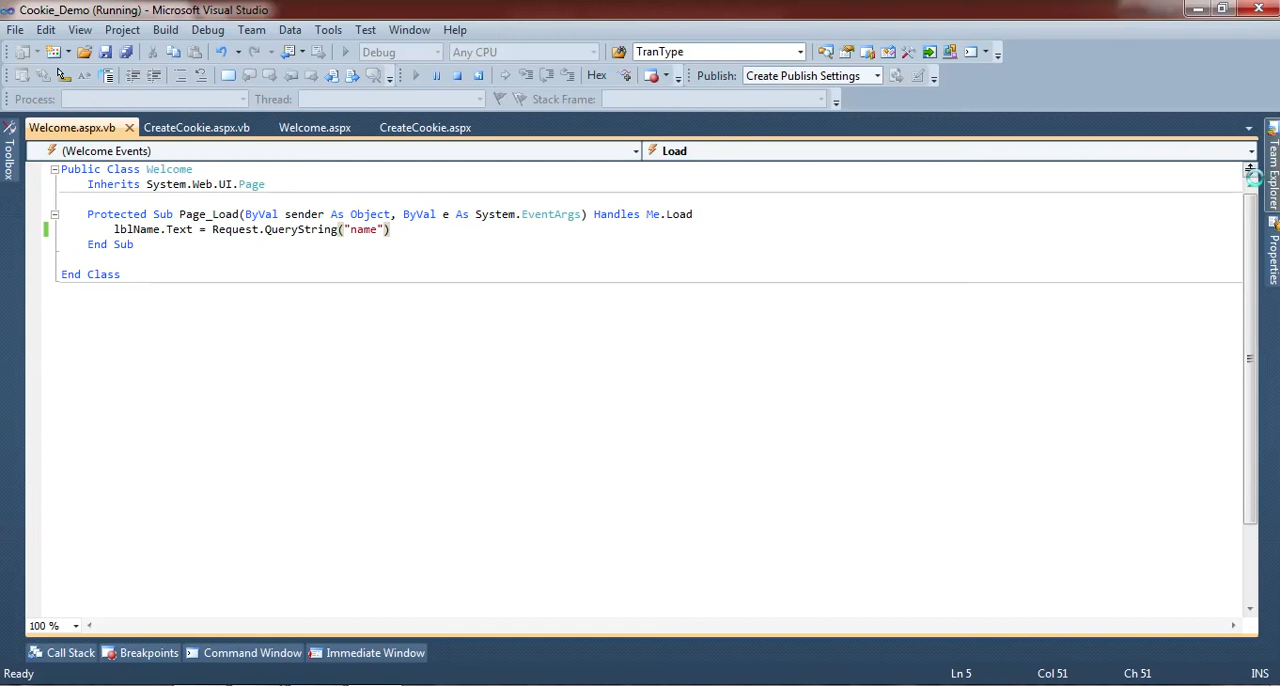 Cookie_Demo (Running) - Microsoft Visual Studio
File Edit View Project Build Debug Team Data Tools Test Window Help
Debug Any CPU TranType
Hex Publish: Create Publish Settings
Process: Thread: Stack Frame:
Welcome.aspx.vb CreateCookie.aspx.vb Welcome.aspx CreateCookie.aspx
(Welcome Events) Load
Public Class Welcome
Inherits System.Web.UI.Page
Protected Sub Page_Load(ByVal sender As Object, ByVal e As System.EventArgs) Handles Me.Load
lblName.Text = Request.QueryString("name")
End Sub
End Class
Toolbox
Team Explorer
Properties
100 %
Call Stack Breakpoints Command Window Immediate Window
Ready Ln 5 Col 51 Ch 51 INS